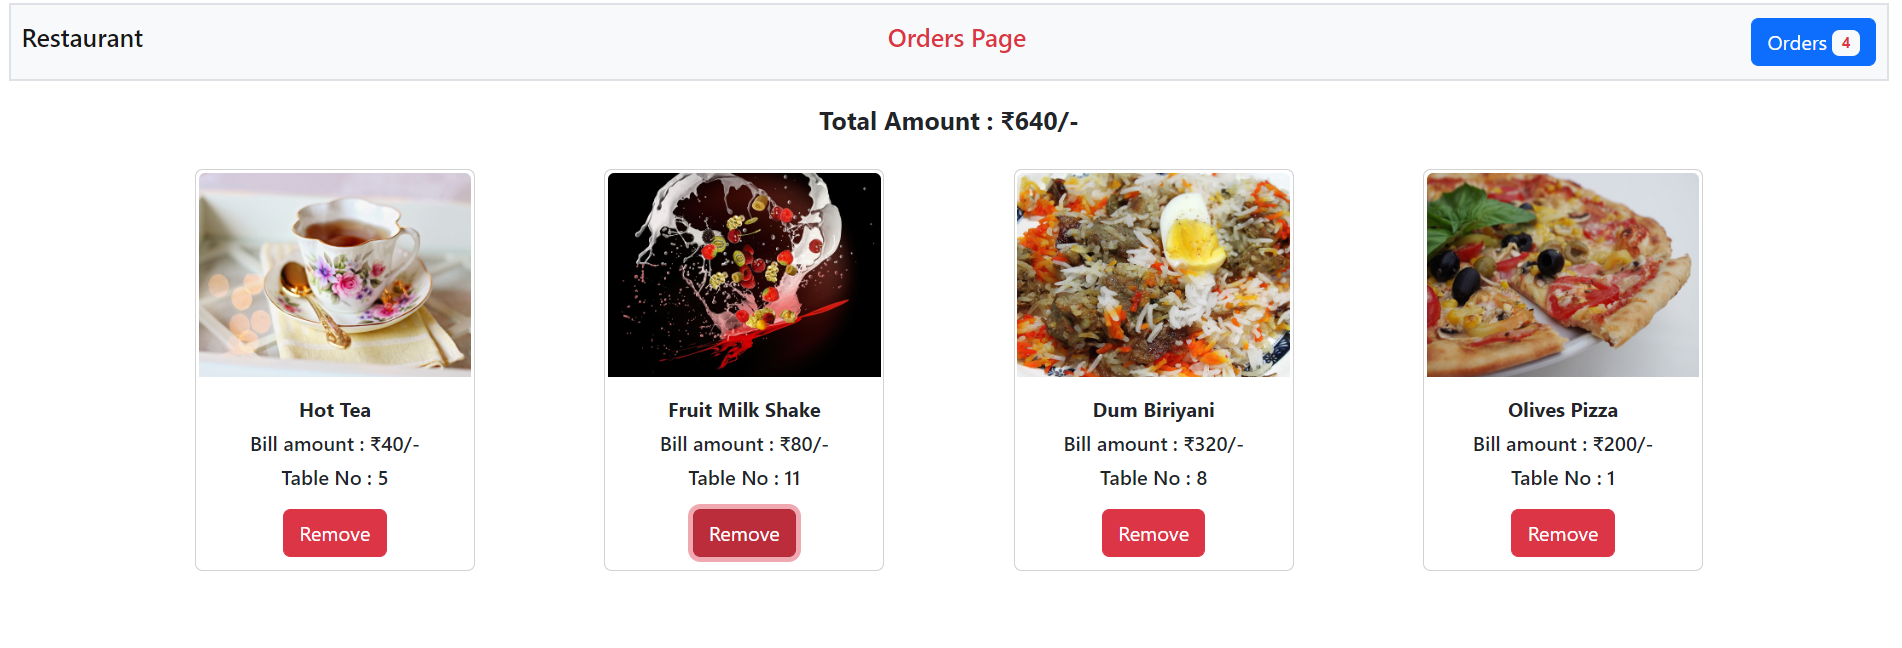 Restaurant
Orders Page
Orders 4
Total Amount : ₹640/-
Hot Tea
Bill amount : ₹40/-
Table No : 5
Remove
Fruit Milk Shake
Bill amount : ₹80/-
Table No : 11
Remove
Dum Biriyani
Bill amount : ₹320/-
Table No : 8
Remove
Olives Pizza
Bill amount : ₹200/-
Table No : 1
Remove